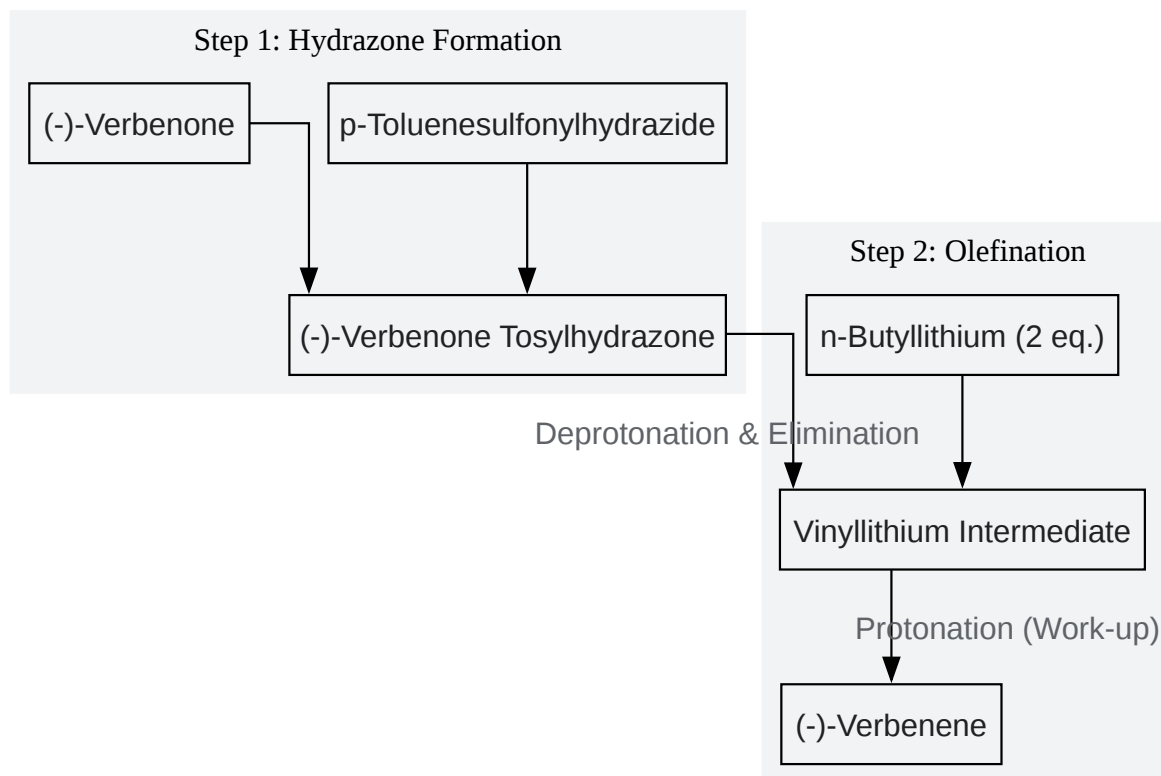 Step 1: Hydrazone Formation
(-)-Verbenone
p-Toluenesulfonylhydrazide
(-)-Verbenone Tosylhydrazone
Step 2: Olefination
n-Butyllithium (2 eq.)
Deprotonation & Elimination
Vinyllithium Intermediate
Protonation (Work-up)
(-)-Verbenene